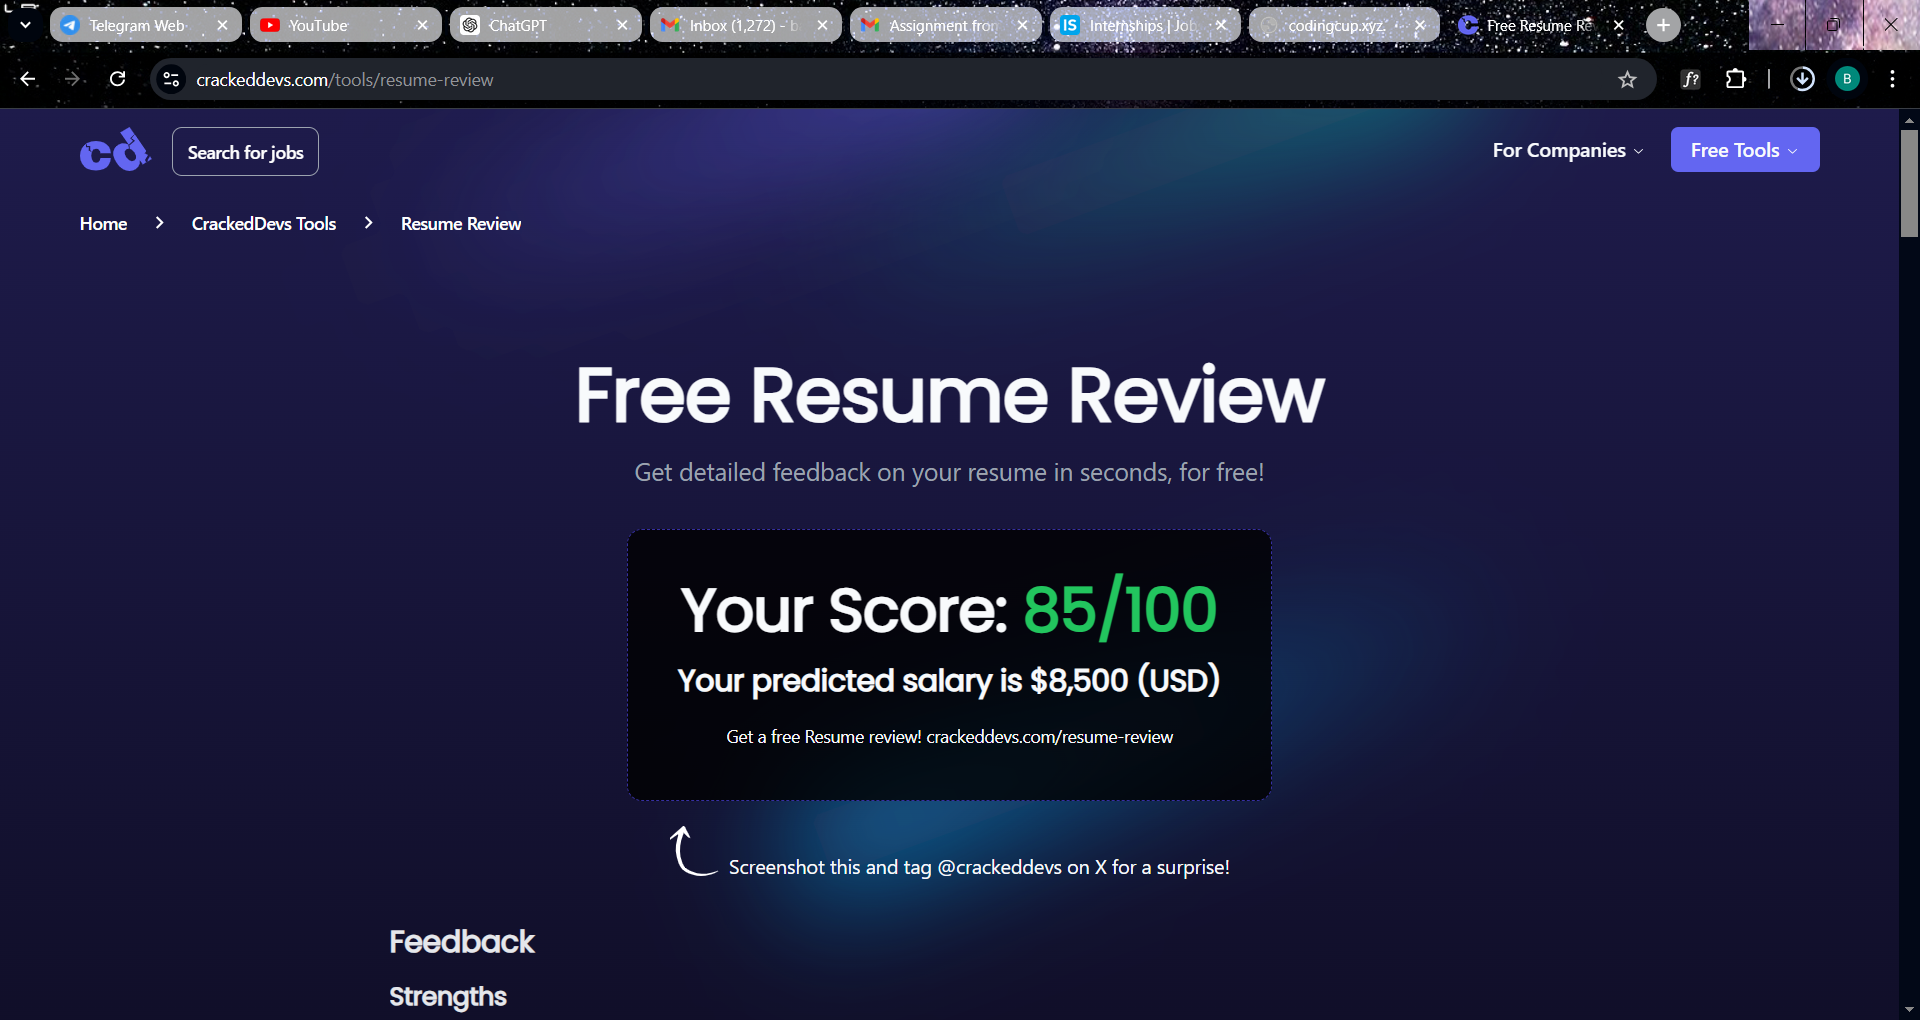 Telegram Web
YouTube
ChatGPT
Inbox (1,272) - b
Assignment from
IS
Internships | Job
codingcup.xyz
Free Resume Re
crackeddevs.com/tools/resume-review
f?
B
cd
Search for jobs
For Companies
Free Tools
Home
CrackedDevs Tools
Resume Review
Free Resume Review
Get detailed feedback on your resume in seconds, for free!
Your Score: 85/100
Your predicted salary is $8,500 (USD)
Get a free Resume review! crackeddevs.com/resume-review
Screenshot this and tag @crackeddevs on X for a surprise!
Feedback
Strengths